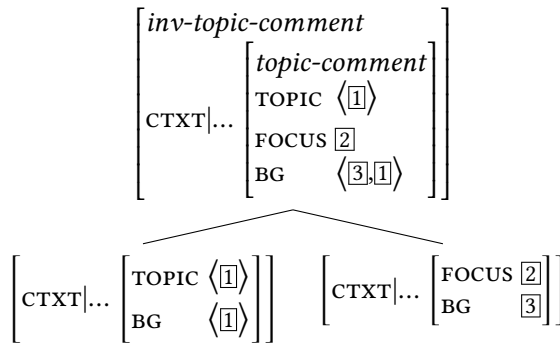 inv-topic-comment
topic-comment
TOPIC ⟨1⟩
CTXT|…
FOCUS 2
BG ⟨3,1⟩
CTXT|… TOPIC ⟨1⟩
BG ⟨1⟩
CTXT|… FOCUS 2
BG 3